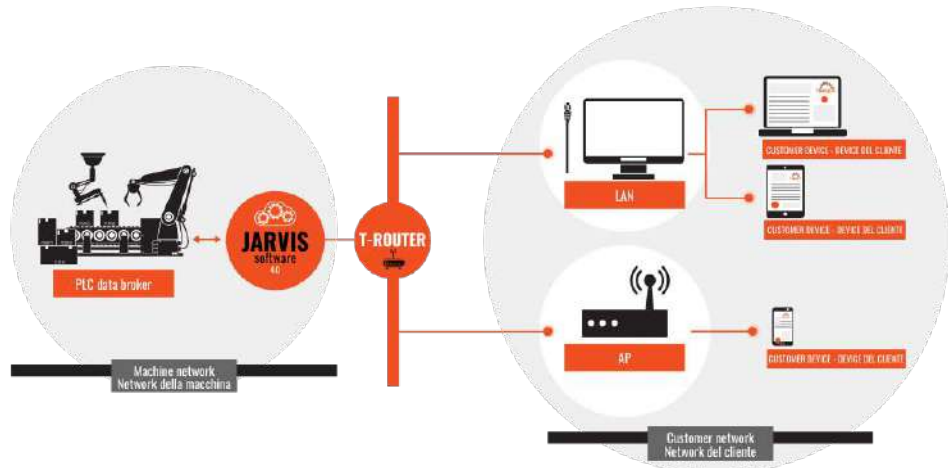 PLC data broker
JARVIS
software
4.0
T-ROUTER
Machine network
Network della macchina
LAN
CUSTOMER DEVICE - DEVICE DEL CLIENTE
CUSTOMER DEVICE - DEVICE DEL CLIENTE
AP
CUSTOMER DEVICE - DEVICE DEL CLIENTE
Customer network
Network del cliente